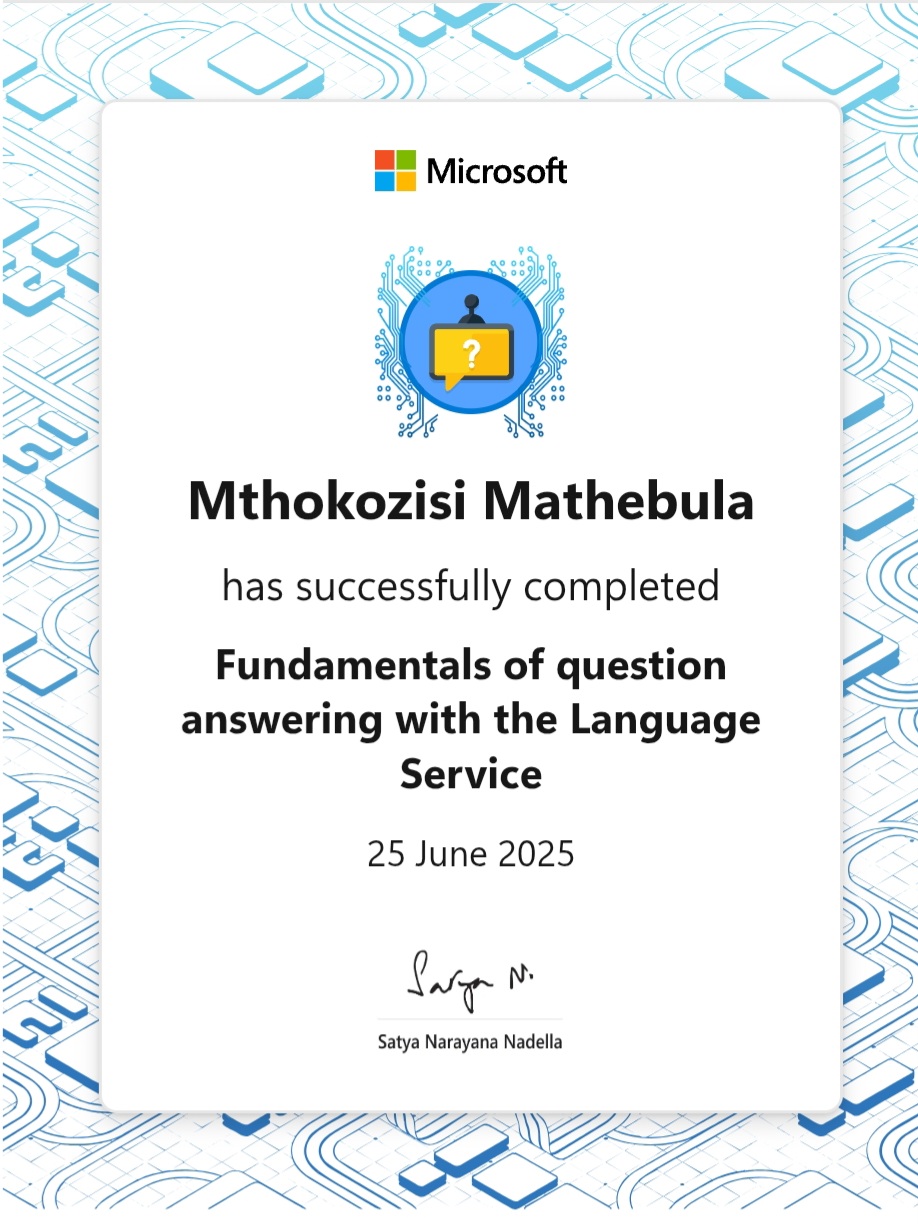 Microsoft
?
Mthokozisi Mathebula
has successfully completed
Fundamentals of question
answering with the Language
Service
25 June 2025
Satya N.
Satya Narayana Nadella